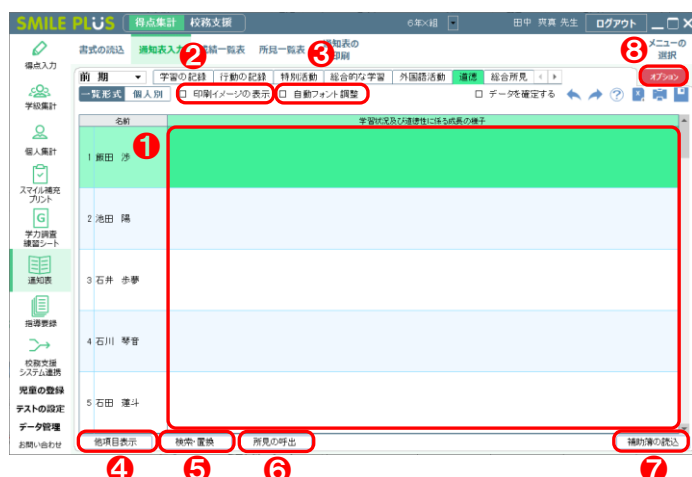 SMILE PLUS 得点集計 校務支援 6年×組 田中 眞真 先生 ログアウト
得点入力
書式の読込 通知表入 績一覧表 所見一覧表 知表の
印刷
メニューの
選択
2 3 8
前 期 学習の記録 行動の記録 特別活動 総合的な学習 外国語活動 道徳 総合所見 オプション
一覧形式 個人別 印刷イメージの表示 自動フォント調整 データを確定する
学級集計
名前 学習状況及び道徳性に係る成長の様子
個人集計
1
1 飯田 渉
スマイル補充
プリント
2 池田 陽
学力調査
練習シート
3 石井 歩夢
通知表
指導要録
4 石川 琴音
校務支援
システム連携
児童の登録
5 石田 蓮斗
テストの設定
データ管理
お問い合わせ
他項目表示 検索・置換 所見の呼出 補助簿の読込
4 5 6 7